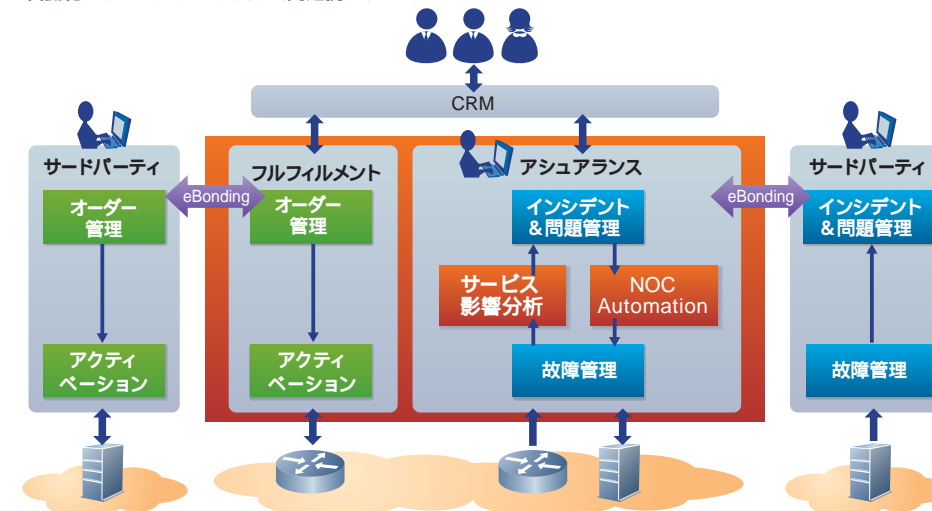 CRM
サードパーティ
フルフィルメント
アシュアランス
サードパーティ
eBonding
eBonding
オーダー
管理
オーダー
管理
インシデント
&問題管理
インシデント
&問題管理
サービス
影響分析
NOC
Automation
アクティ
ベーション
アクティ
ベーション
故障管理
故障管理